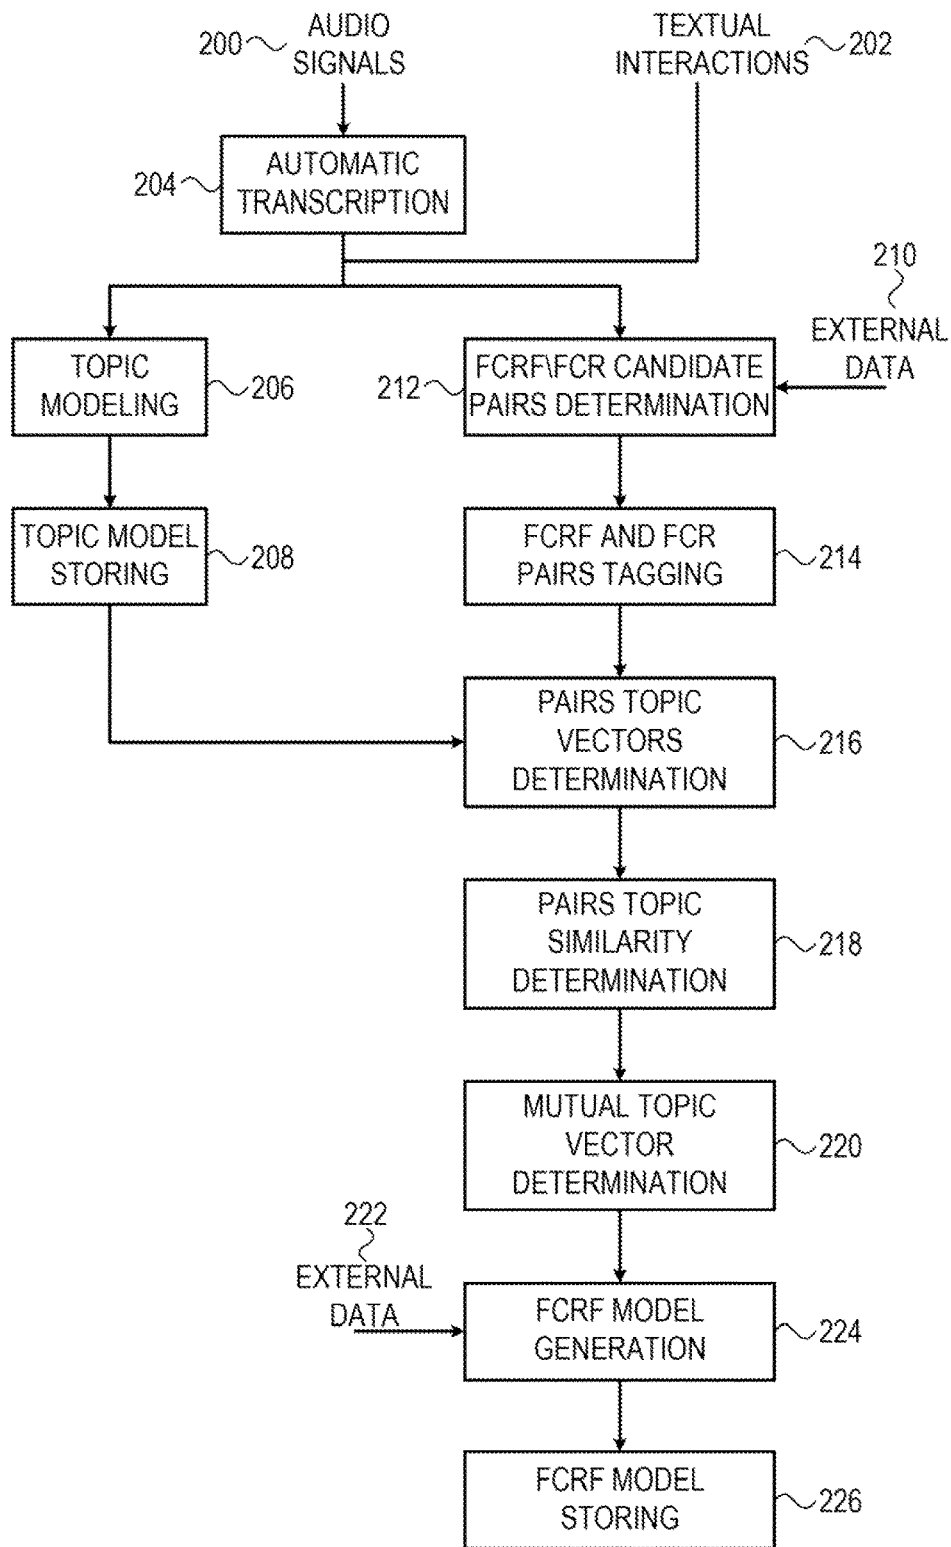 200
AUDIO
SIGNALS
TEXTUAL
INTERACTIONS
202
204
AUTOMATIC
TRANSCRIPTION
210
EXTERNAL
DATA
TOPIC
MODELING
206
212
FCRF\FCR CANDIDATE
PAIRS DETERMINATION
TOPIC MODEL
STORING
208
FCRF AND FCR
PAIRS TAGGING
214
PAIRS TOPIC
VECTORS
DETERMINATION
216
PAIRS TOPIC
SIMILARITY
DETERMINATION
218
MUTUAL TOPIC
VECTOR
DETERMINATION
220
222
EXTERNAL
DATA
FCRF MODEL
GENERATION
224
FCRF MODEL
STORING
226